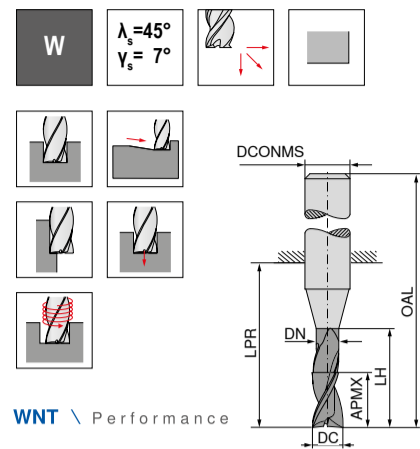 W
λs=45°
γs= 7°
DCONMS
OAL
LPR
DN
LH
APMX
DC
WNT \ Performance